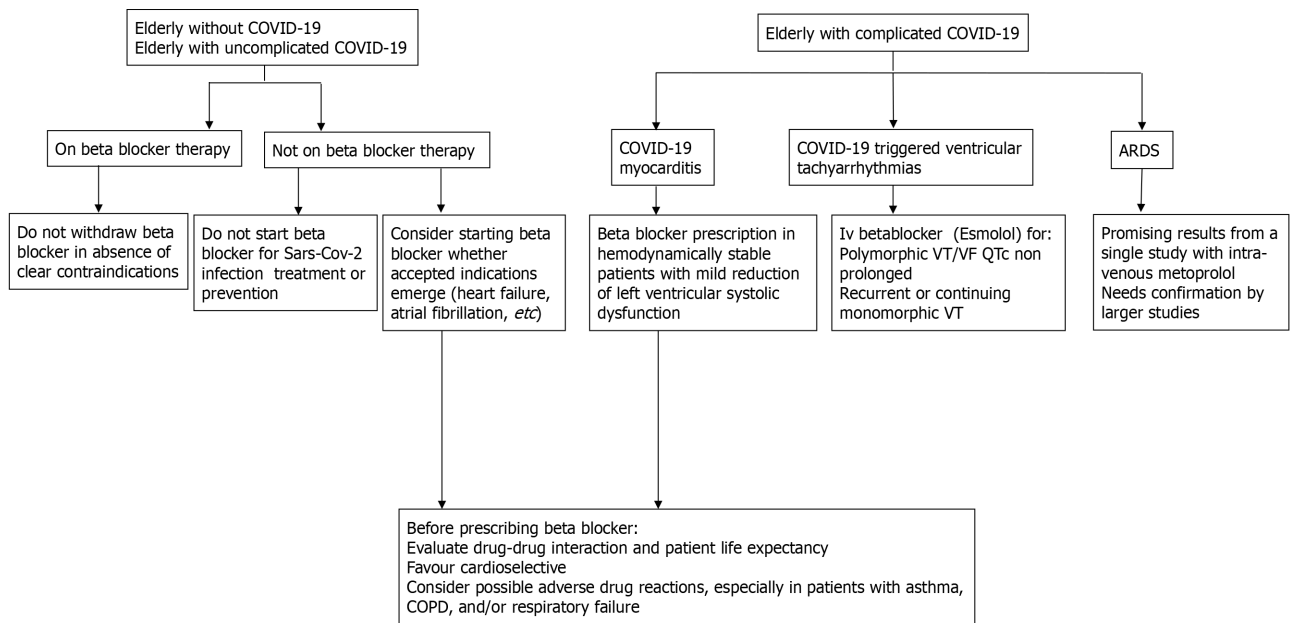 Elderly without COVID-19
Elderly with uncomplicated COVID-19
Elderly with complicated COVID-19
On beta blocker therapy
Not on beta blocker therapy
COVID-19
myocarditis
COVID-19 triggered ventricular
tachyarrhythmias
ARDS
Do not withdraw beta
blocker in absence of
clear contraindications
Do not start beta
blocker for Sars-Cov-2
infection treatment or
prevention
Consider starting beta
blocker whether
accepted indications
emerge (heart failure,
atrial fibrillation, etc)
Beta blocker prescription in
hemodynamically stable
patients with mild reduction
of left ventricular systolic
dysfunction
Iv betablocker (Esmolol) for:
Polymorphic VT/VF QTc non
prolonged
Recurrent or continuing
monomorphic VT
Promising results from a
single study with intra-
venous metoprolol
Needs confirmation by
larger studies
Before prescribing beta blocker:
Evaluate drug-drug interaction and patient life expectancy
Favour cardioselective
Consider possible adverse drug reactions, especially in patients with asthma,
COPD, and/or respiratory failure